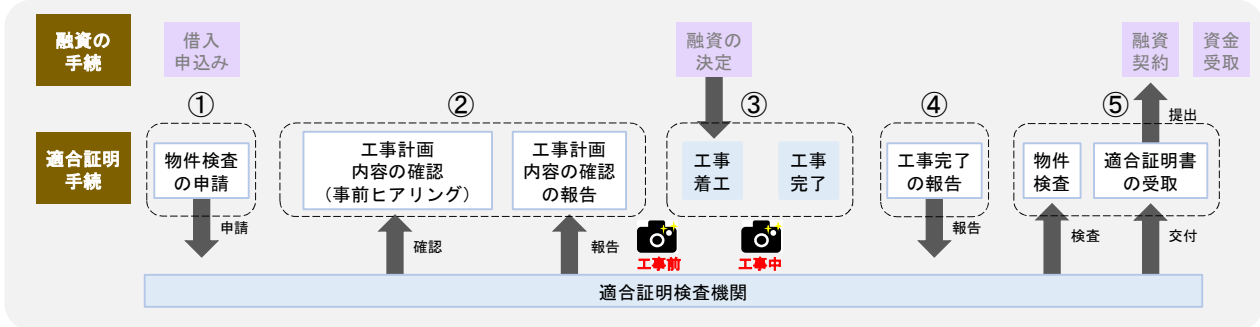 融資の
手続
借入
申込み
融資の
決定
融資
契約
資金
受取
①
②
③
④
⑤
提出
適合証明
手続
物件検査
の申請
工事計画
内容の確認
（事前ヒアリング）
工事計画
内容の確認
の報告
工事
着工
工事
完了
工事完了
の報告
物件
検査
適合証明書
の受取
申請
確認
報告
工事前
工事中
報告
検査
交付
適合証明検査機関